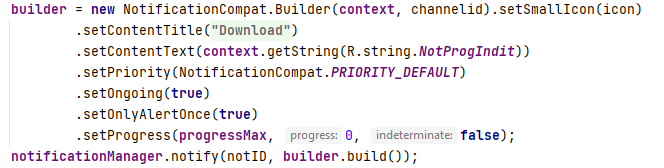 builder = new NotificationCompat.Builder(context, channelid).setSmallIcon(icon)
.setContentTitle("Download")
.setContentText(context.getString(R.string.NotProgIndit))
.setPriority(NotificationCompat.PRIORITY_DEFAULT)
.setOngoing(true)
.setOnlyAlertOnce(true)
.setProgress(progressMax, progress: 0, indeterminate: false);
notificationManager.notify(notID, builder.build());